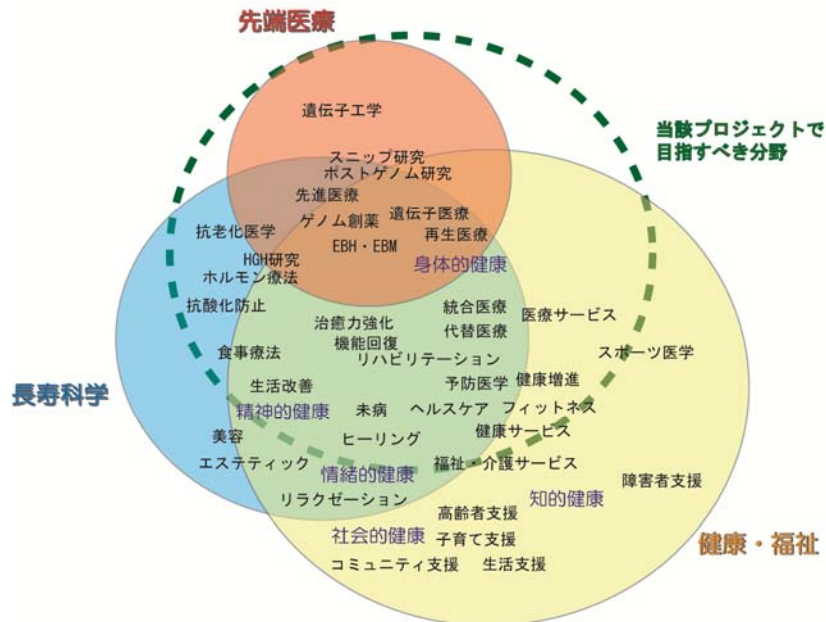 先端医療
遺伝子工学
当該プロジェクトで
目指すべき分野
スニップ研究
ポストゲノム研究
先進医療
ゲノム創薬
遺伝子医療
抗老化医学
再生医療
EBH・EBM
HGH研究
身体的健康
ホルモン療法
抗酸化防止
統合医療
医療サービス
治癒力強化
代替医療
機能回復
食事療法
リハビリテーション
スポーツ医学
生活改善
予防医学
健康増進
長寿科学
精神的健康
未病
ヘルスケア
フィットネス
美容
ヒーリング
健康サービス
エステティック
情緒的健康
福祉・介護サービス
障害者支援
リラクゼーション
知的健康
高齢者支援
社会的健康
子育て支援
健康・福祉
コミュニティ支援
生活支援